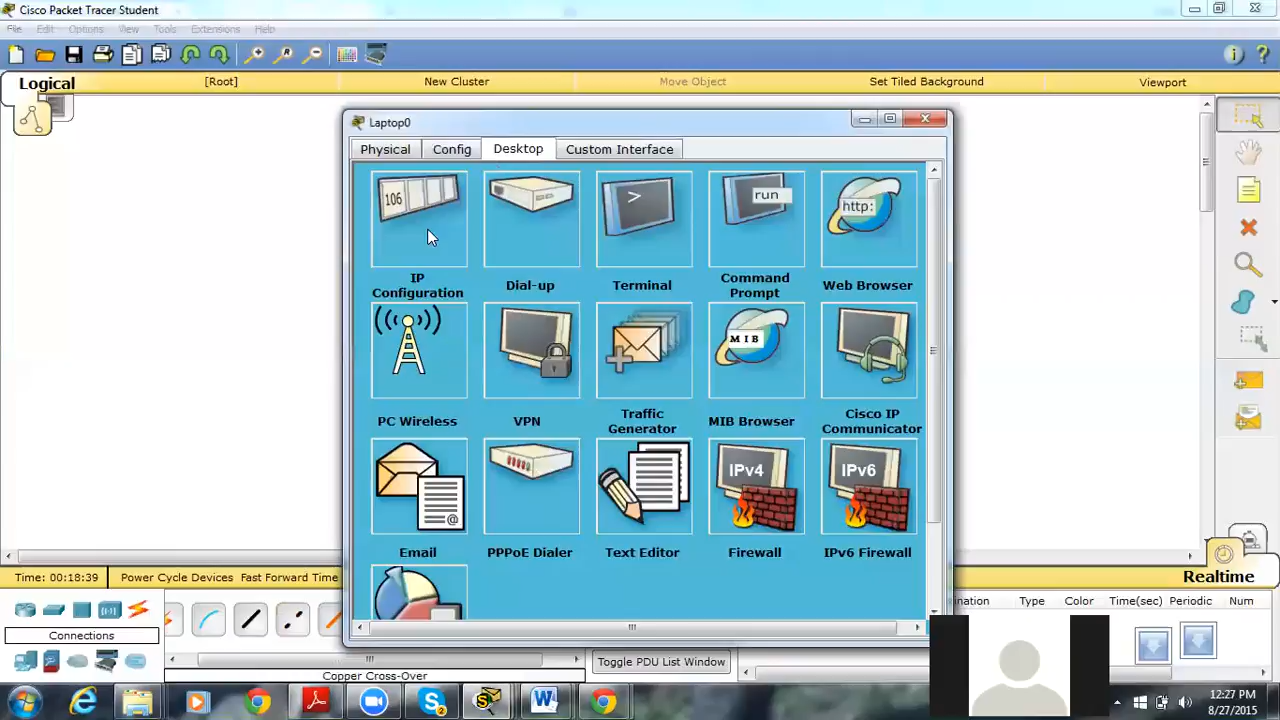 Cisco Packet Tracer Student
File Edit Options View Tools Extensions Help
Logical [Root] New Cluster Move Object Set Tiled Background Viewport
Laptop0
Physical Config Desktop Custom Interface
106
>
run
http:
IP Configuration
Dial-up
Terminal
Command Prompt
Web Browser
MIB
PC Wireless
VPN
Traffic Generator
MIB Browser
Cisco IP Communicator
@
IPv4
IPv6
Email
PPPoE Dialer
Text Editor
Firewall
IPv6 Firewall
Time: 00:18:39 Power Cycle Devices Fast Forward Time
Realtime
ination Type Color Time(sec) Periodic Num
Connections
Toggle PDU List Window
Copper Cross-Over
2
12:27 PM
8/27/2015